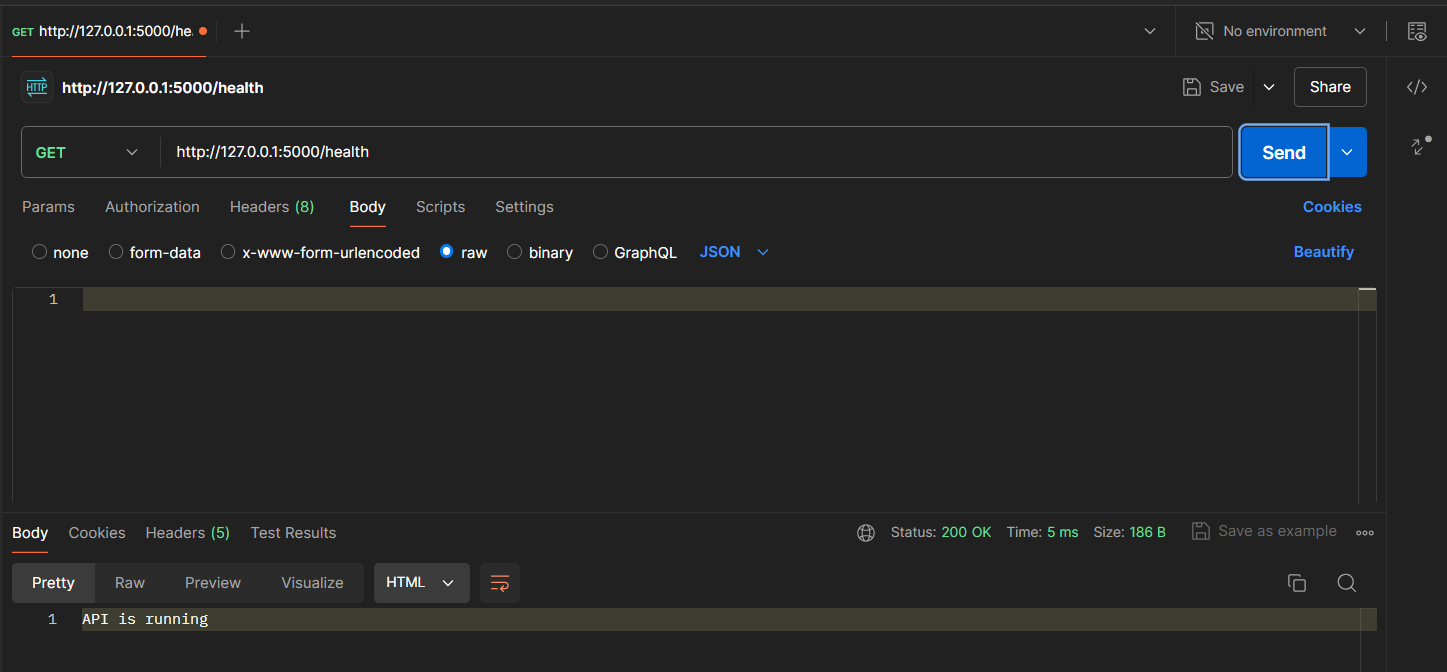 GET http://127.0.0.1:5000/he. No environment
HTTP http://127.0.0.1:5000/health Save Share
GET http://127.0.0.1:5000/health Send
Params Authorization Headers (8) Body Scripts Settings Cookies
none form-data x-www-form-urlencoded raw binary GraphQL JSON Beautify
1
Body Cookies Headers (5) Test Results Status: 200 OK Time: 5 ms Size: 186 B Save as example
Pretty Raw Preview Visualize HTML
1 API is running